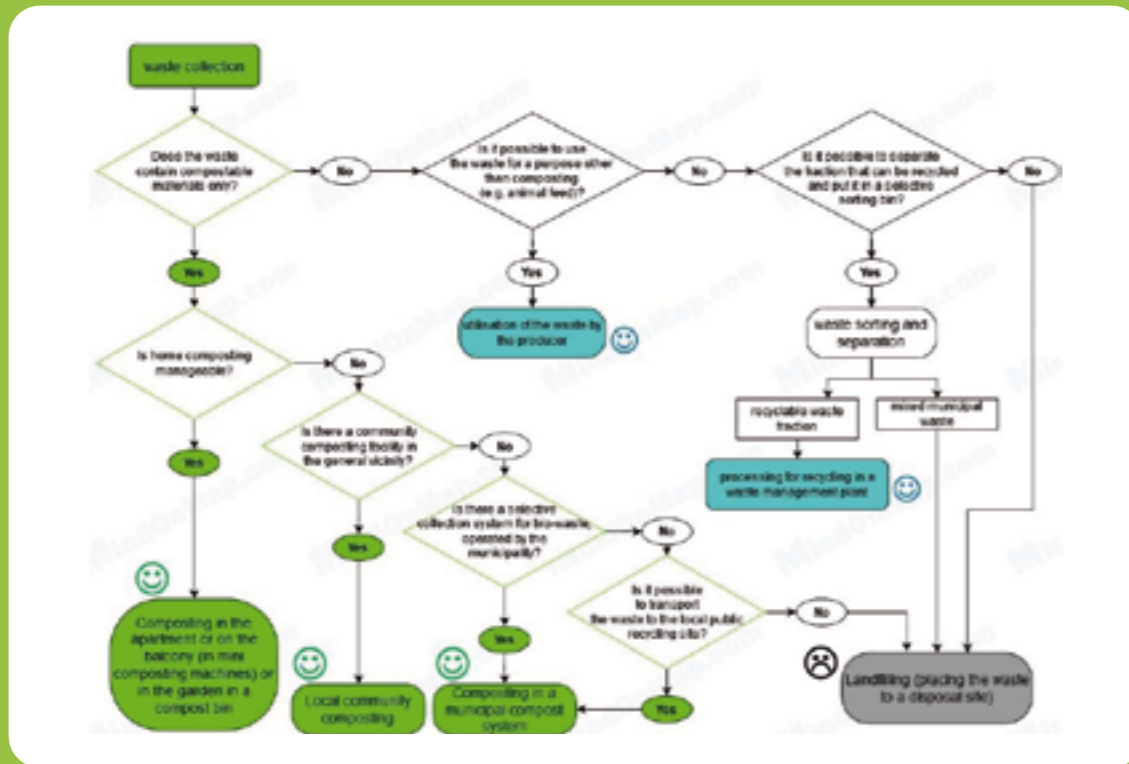 waste collection
Does the waste
contain compostable
materials only?
No
Is it possible to use
the waste for a purpose other
than composting
(e.g. animal feed)?
No
Is it possible to separate
the fraction that can be recycled
and put it in a selective
sorting bin?
No
Yes
Yes
Yes
utilisation of the waste by
the producer
waste sorting and
separation
Is home composting
manageable?
No
recyclable waste
fraction
mixed municipal
waste
Is there a community
composting facility in
the general vicinity?
No
Yes
processing for recycling in a
waste management plant
Is there a selective
collection system for bio-waste,
operated by the
municipality?
No
Yes
Is it possible
to transport
the waste to the local public
recycling site?
No
Yes
Yes
Composting in the
apartment or on the
balcony (in mini
composting machines) or
in the garden in a
compost bin
Local community
composting
Composting in a
municipal compost
system
Landfilling (placing the waste
to a disposal site)
MindOnMap.com